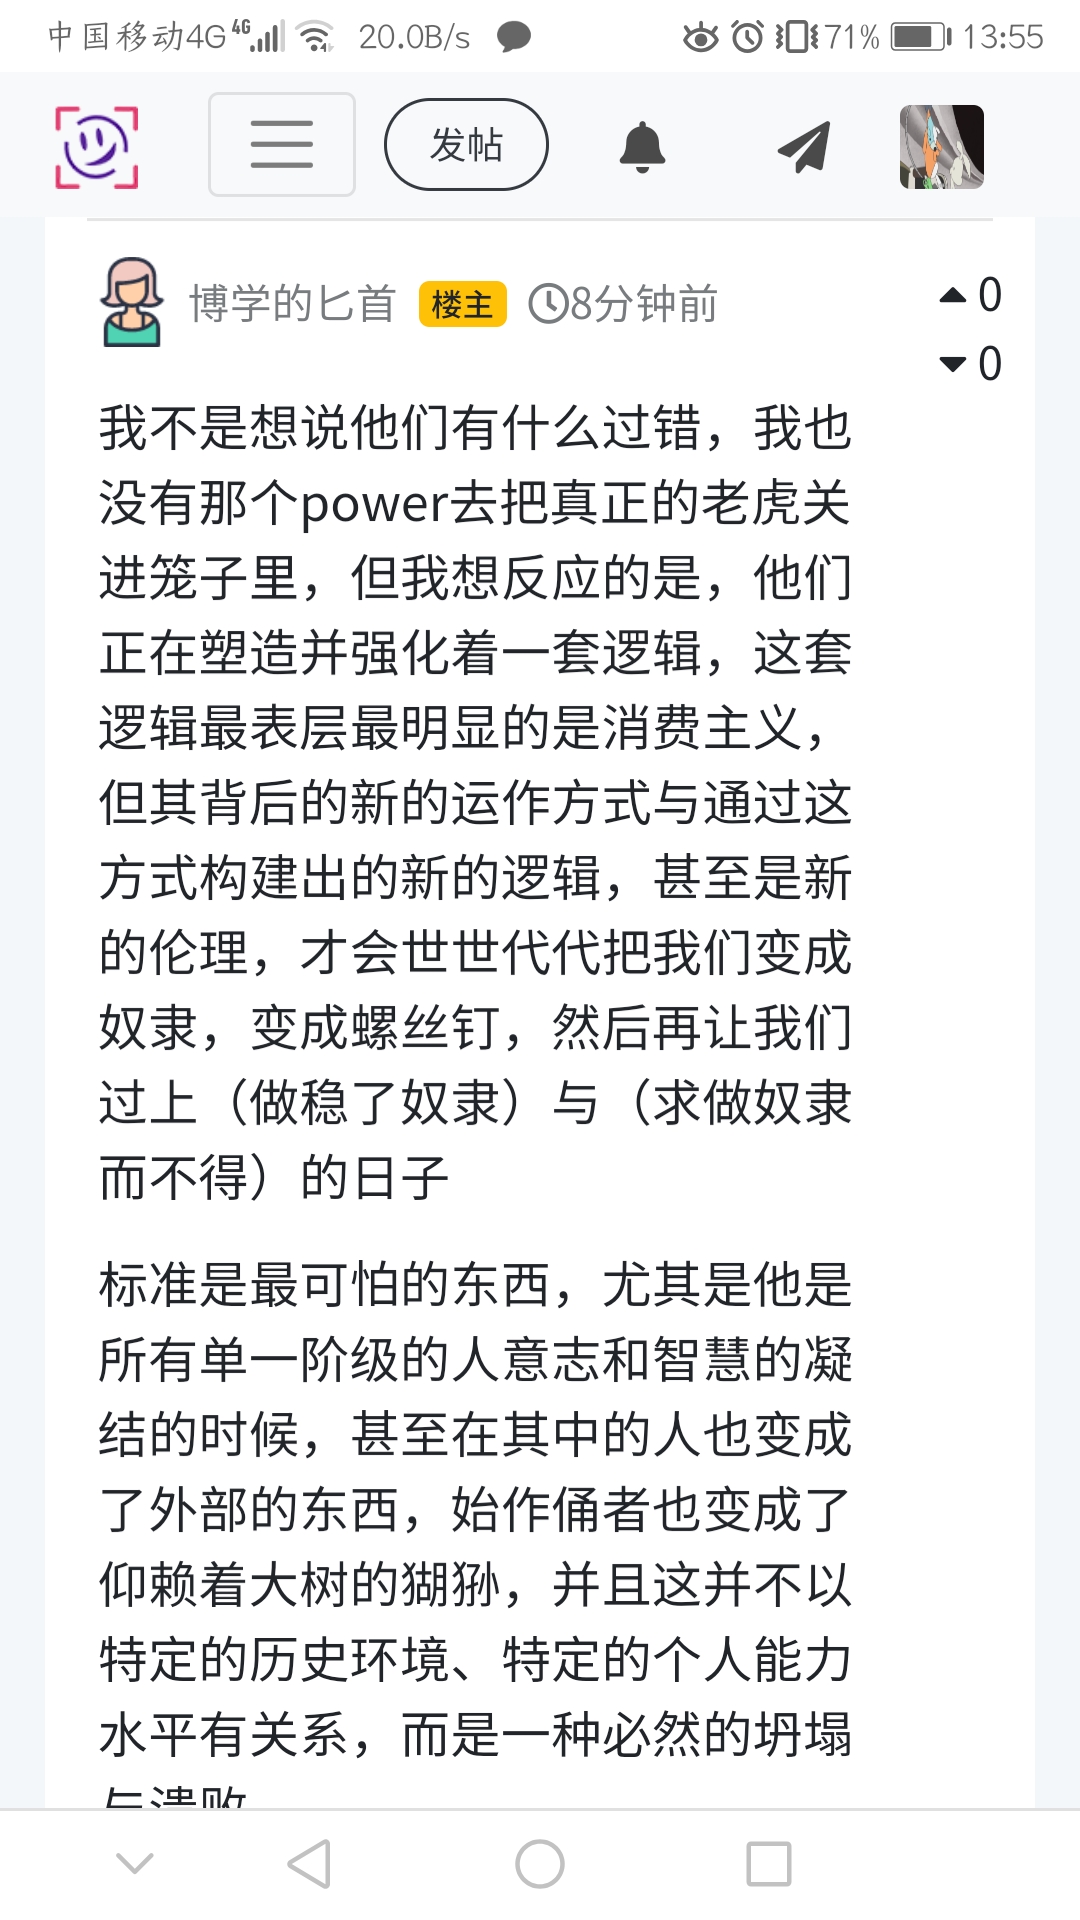 中国移动4G 4G 20.0B/s 71% 13:55
发帖
博学的匕首 楼主 8分钟前 0
0
我不是想说他们有什么过错，我也
没有那个power去把真正的老虎关
进笼子里，但我想反应的是，他们
正在塑造并强化着一套逻辑，这套
逻辑最表层最明显的是消费主义，
但其背后的新的运作方式与通过这
方式构建出的新的逻辑，甚至是新
的伦理，才会世世代代把我们变成
奴隶，变成螺丝钉，然后再让我们
过上（做稳了奴隶）与（求做奴隶
而不得）的日子
标准是最可怕的东西，尤其是他是
所有单一阶级的人意志和智慧的凝
结的时候，甚至在其中的人也变成
了外部的东西，始作俑者也变成了
仰赖着大树的猢狲，并且这并不以
特定的历史环境、特定的个人能力
水平有关系，而是一种必然的坍塌
与溃败